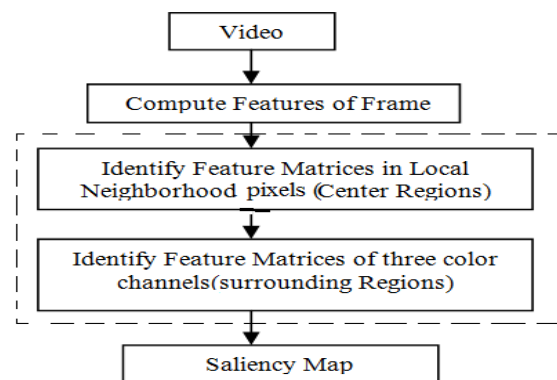 Video
Compute Features of Frame
Identify Feature Matrices in Local
Neighborhood pixels (Center Regions)
Identify Feature Matrices of three color
channels(surrounding Regions)
Saliency Map